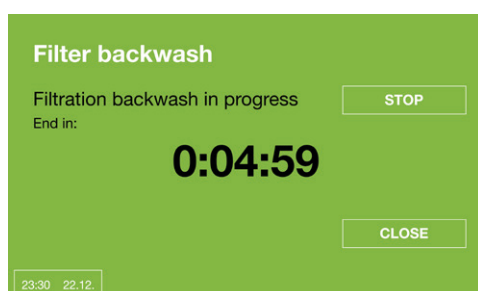 Filter backwash
Filtration backwash in progress
STOP
End in:
0:04:59
CLOSE
23:30 22.12.